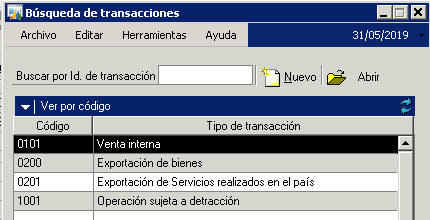 Búsqueda de transacciones
Archivo Editar Herramientas Ayuda 31/05/2019
Buscar por Id. de transacción Nuevo Abrir
Ver por código
Código Tipo de transacción
0101 Venta interna
0200 Exportación de bienes
0201 Exportación de Servicios realizados en el país
1001 Operación sujeta a detracción